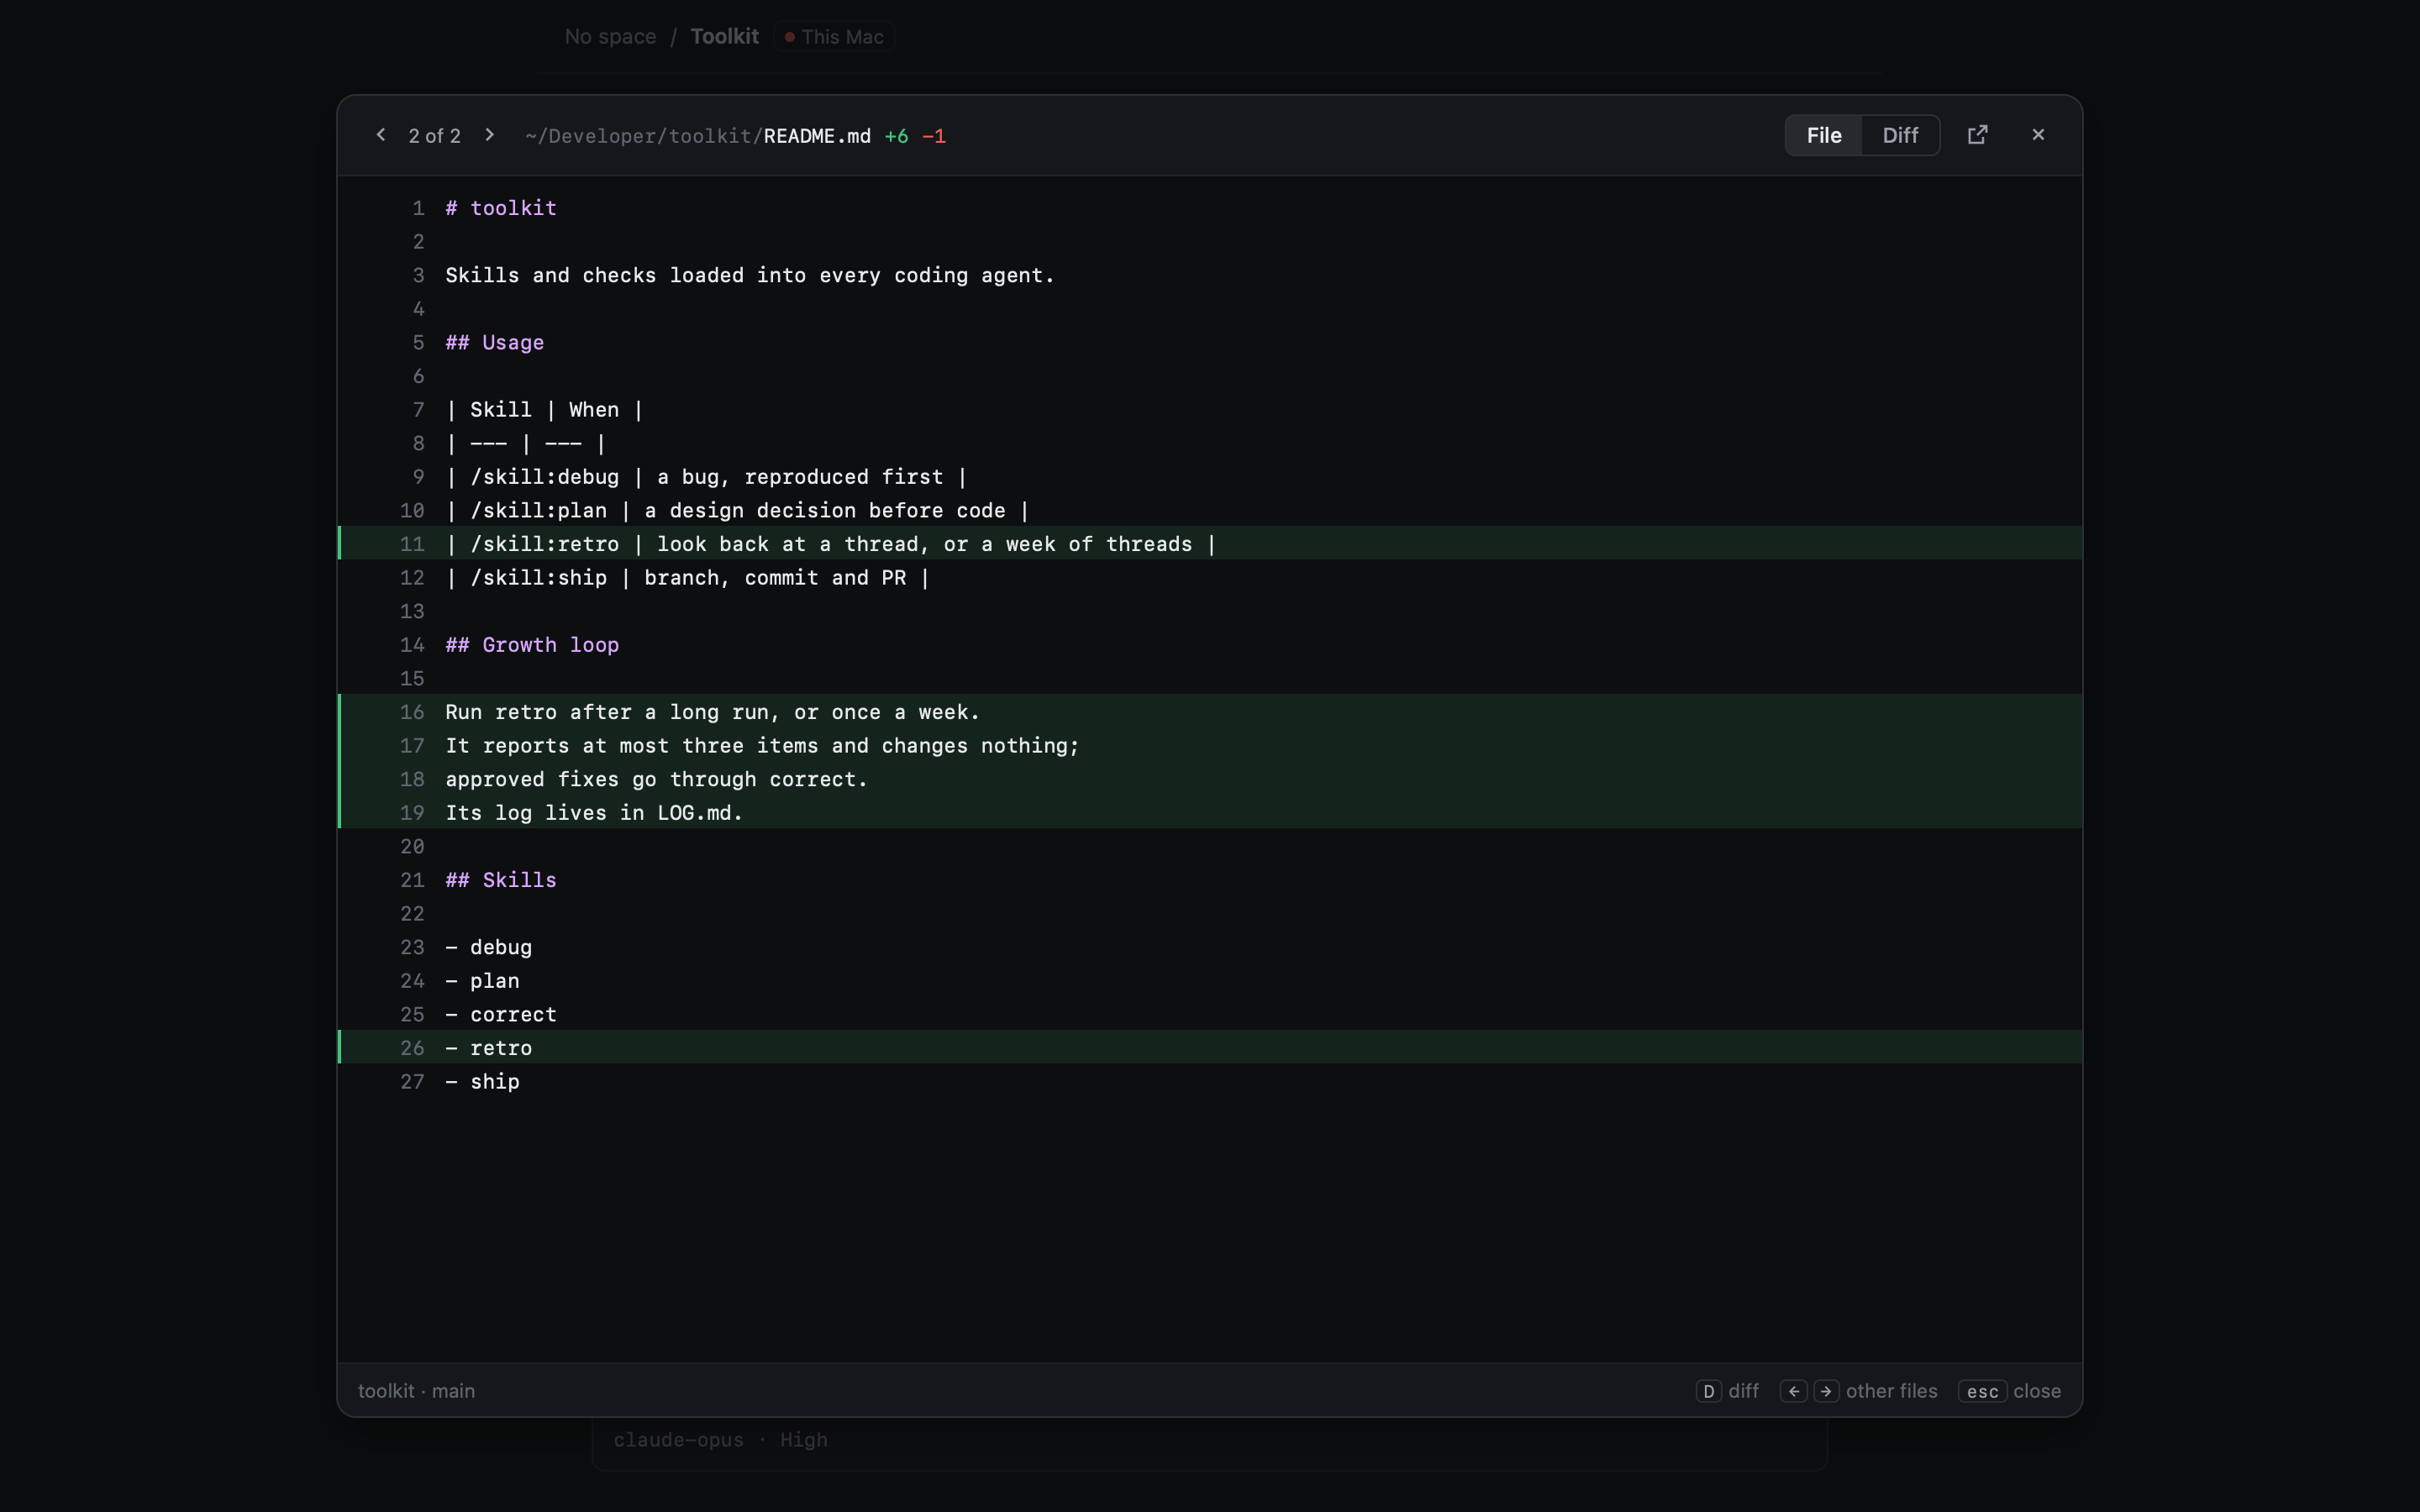 No space / Toolkit This Mac
2 of 2 ~/Developer/toolkit/README.md +6 −1 File Diff
1 # toolkit
2
3 Skills and checks loaded into every coding agent.
4
5 ## Usage
6
7 | Skill | When |
8 | --- | --- |
9 | /skill:debug | a bug, reproduced first |
10 | /skill:plan | a design decision before code |
11 | /skill:retro | look back at a thread, or a week of threads |
12 | /skill:ship | branch, commit and PR |
13
14 ## Growth loop
15
16 Run retro after a long run, or once a week.
17 It reports at most three items and changes nothing;
18 approved fixes go through correct.
19 Its log lives in LOG.md.
20
21 ## Skills
22
23 - debug
24 - plan
25 - correct
26 - retro
27 - ship
toolkit · main D diff ← → other files esc close
claude-opus · High